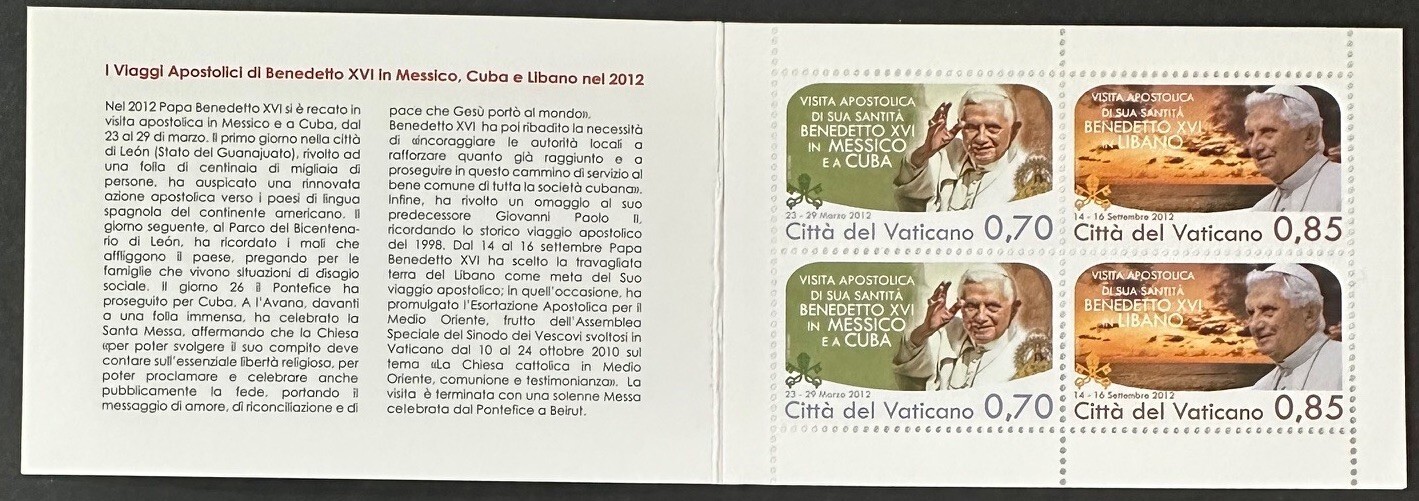 I Viaggi Apostolici di Benedetto XVI in Messico, Cuba e Libano nel 2012
Nel 2012 Papa Benedetto XVI si è recato in
visita apostolica in Messico e a Cuba, dal
23 al 29 di marzo. Il primo giorno nella città
di León (Stato del Guanajuato), rivolto ad
una folla di centinaia di migliaia di
persone, ha auspicato una rinnovata
azione apostolica verso i paesi di lingua
spagnola del continente americano. Il
giorno seguente, al Parco del Bicentena-
rio di León, ha ricordato i mali che
affliggono il paese, pregando per le
famiglie che vivono situazioni di disagio
sociale. Il giorno 26 il Pontefice ha
proseguito per Cuba. A l'Avana, davanti
a una folla immensa, ha celebrato la
Santa Messa, affermando che la Chiesa
«per poter svolgere il suo compito deve
contare sull'essenziale libertà religiosa, per
poter proclamare e celebrare anche
pubblicamente la fede, portando il
messaggio di amore, di riconciliazione e di
pace che Gesù portò al mondo».
Benedetto XVI ha poi ribadito la necessità
di «incoraggiare le autorità locali a
rafforzare quanto già raggiunto e a
proseguire in questo cammino di servizio al
bene comune di tutta la società cubana».
Infine, ha rivolto un omaggio al suo
predecessore Giovanni Paolo II,
ricordando lo storico viaggio apostolico
del 1998. Dal 14 al 16 settembre Papa
Benedetto XVI ha scelto la travagliata
terra del Libano come meta del Suo
viaggio apostolico; in quell'occasione, ha
promulgato l'Esortazione Apostolica per il
Medio Oriente, frutto dell'Assemblea
Speciale del Sinodo dei Vescovi svoltosi in
Vaticano dal 10 al 24 ottobre 2010 sul
tema «La Chiesa cattolica in Medio
Oriente, comunione e testimonianza». La
visita è terminata con una solenne Messa
celebrata dal Pontefice a Beirut.
VISITA APOSTOLICA
DI SUA SANTITÀ
BENEDETTO XVI
IN MESSICO
E A CUBA
23 - 29 Marzo 2012
Città del Vaticano 0,70
VISITA APOSTOLICA
DI SUA SANTITÀ
BENEDETTO XVI
IN LIBANO
14 - 16 Settembre 2012
Città del Vaticano 0,85
VISITA APOSTOLICA
DI SUA SANTITÀ
BENEDETTO XVI
IN MESSICO
E A CUBA
23 - 29 Marzo 2012
Città del Vaticano 0,70
VISITA APOSTOLICA
DI SUA SANTITÀ
BENEDETTO XVI
IN LIBANO
14 - 16 Settembre 2012
Città del Vaticano 0,85